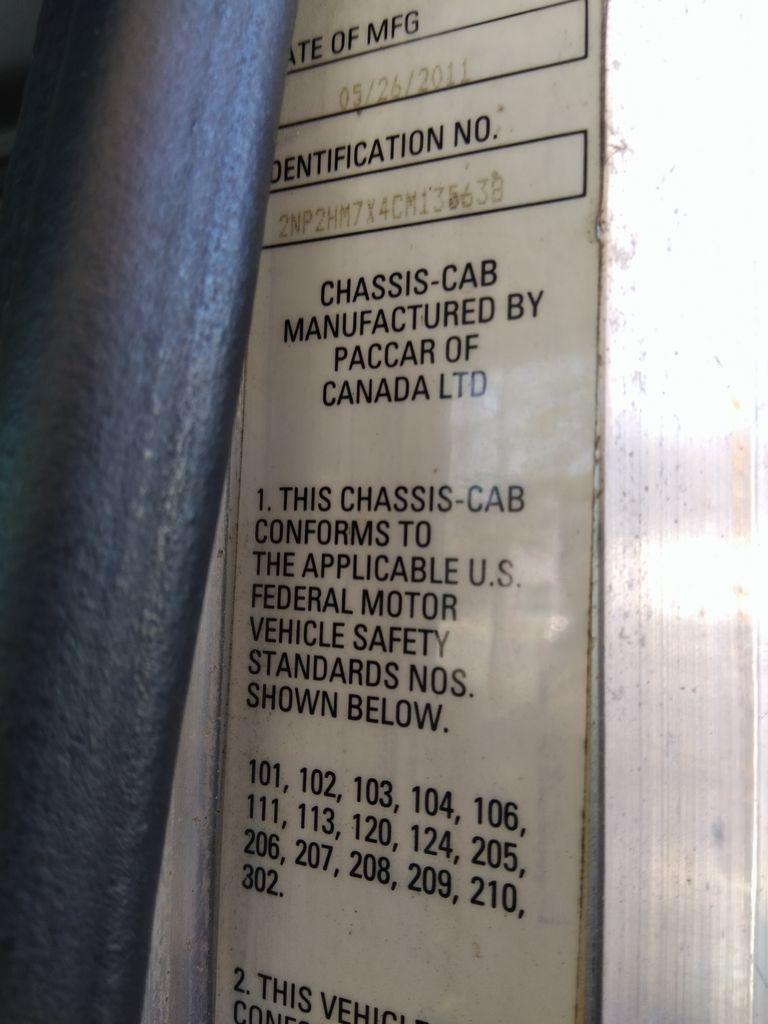 ATE OF MFG
05/26/2011
DENTIFICATION NO.
2NP2HM7X4CM135638
CHASSIS-CAB
MANUFACTURED BY
PACCAR OF
CANADA LTD
1. THIS CHASSIS-CAB
CONFORMS TO
THE APPLICABLE U.S.
FEDERAL MOTOR
VEHICLE SAFETY
STANDARDS NOS.
SHOWN BELOW.
101, 102, 103, 104, 106,
111, 113, 120, 124, 205,
206, 207, 208, 209, 210,
302.
2. THIS VEHICL